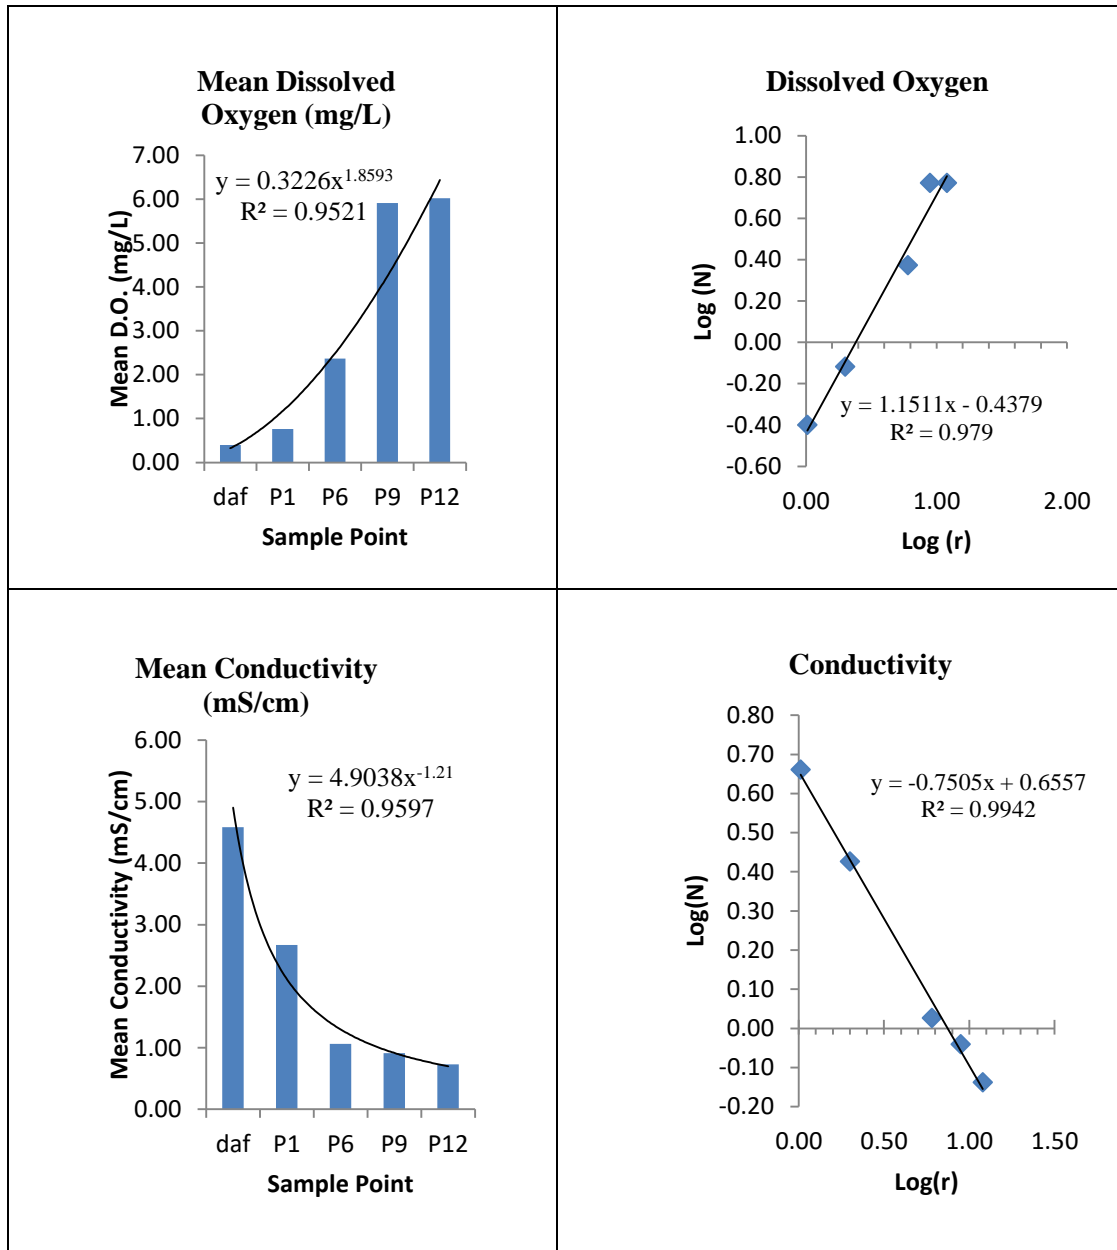 Mean Dissolved
Oxygen (mg/L)
Mean D.O. (mg/L)
7.00
6.00
5.00
4.00
3.00
2.00
1.00
0.00
y = 0.3226x^1.8593
R² = 0.9521
daf P1 P6 P9 P12
Sample Point
Dissolved Oxygen
Log (N)
1.00
0.80
0.60
0.40
0.20
0.00
-0.20
-0.40
-0.60
y = 1.1511x - 0.4379
R² = 0.979
0.00 1.00 2.00
Log (r)
Mean Conductivity
(mS/cm)
Mean Conductivity (mS/cm)
6.00
5.00
4.00
3.00
2.00
1.00
0.00
y = 4.9038x^-1.21
R² = 0.9597
daf P1 P6 P9 P12
Sample Point
Conductivity
Log(N)
0.80
0.70
0.60
0.50
0.40
0.30
0.20
0.10
0.00
-0.10
-0.20
y = -0.7505x + 0.6557
R² = 0.9942
0.00 0.50 1.00 1.50
Log(r)